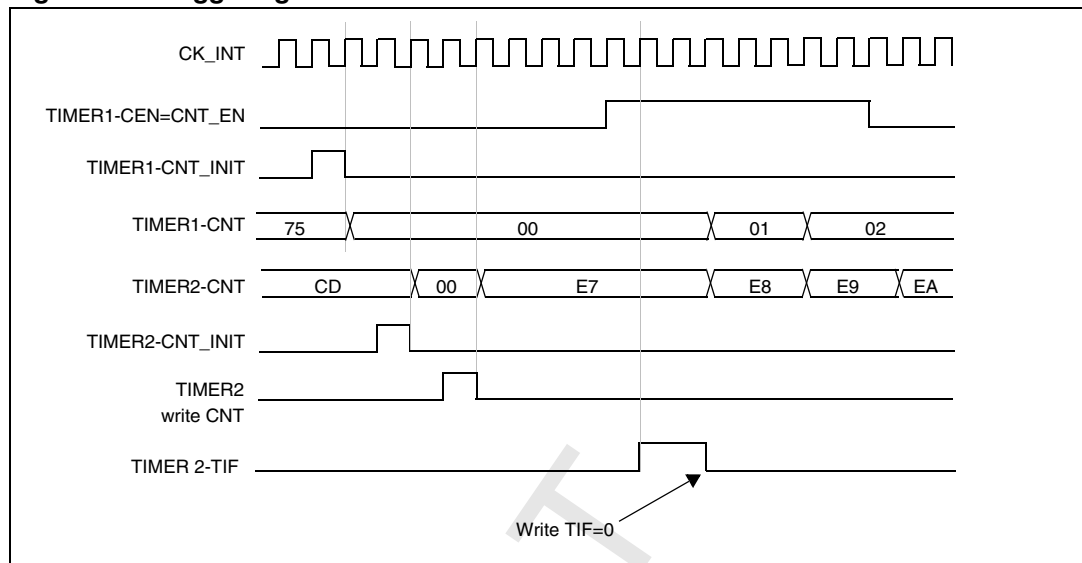 CK_INT
TIMER1-CEN=CNT_EN
TIMER1-CNT_INIT
TIMER1-CNT 75 00 01 02
TIMER2-CNT CD 00 E7 E8 E9 EA
TIMER2-CNT_INIT
TIMER2
write CNT
TIMER 2-TIF
Write TIF=0